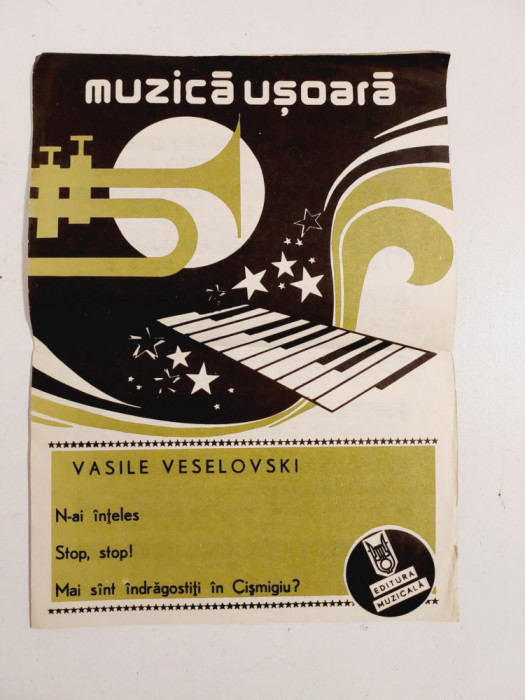 muzică ușoară
VASILE VESELOVSKI
N-ai înțeles
Stop, stop!
Mai sînt îndrăgostiți în Cișmigiu?
EDITURA
MUZICALĂ